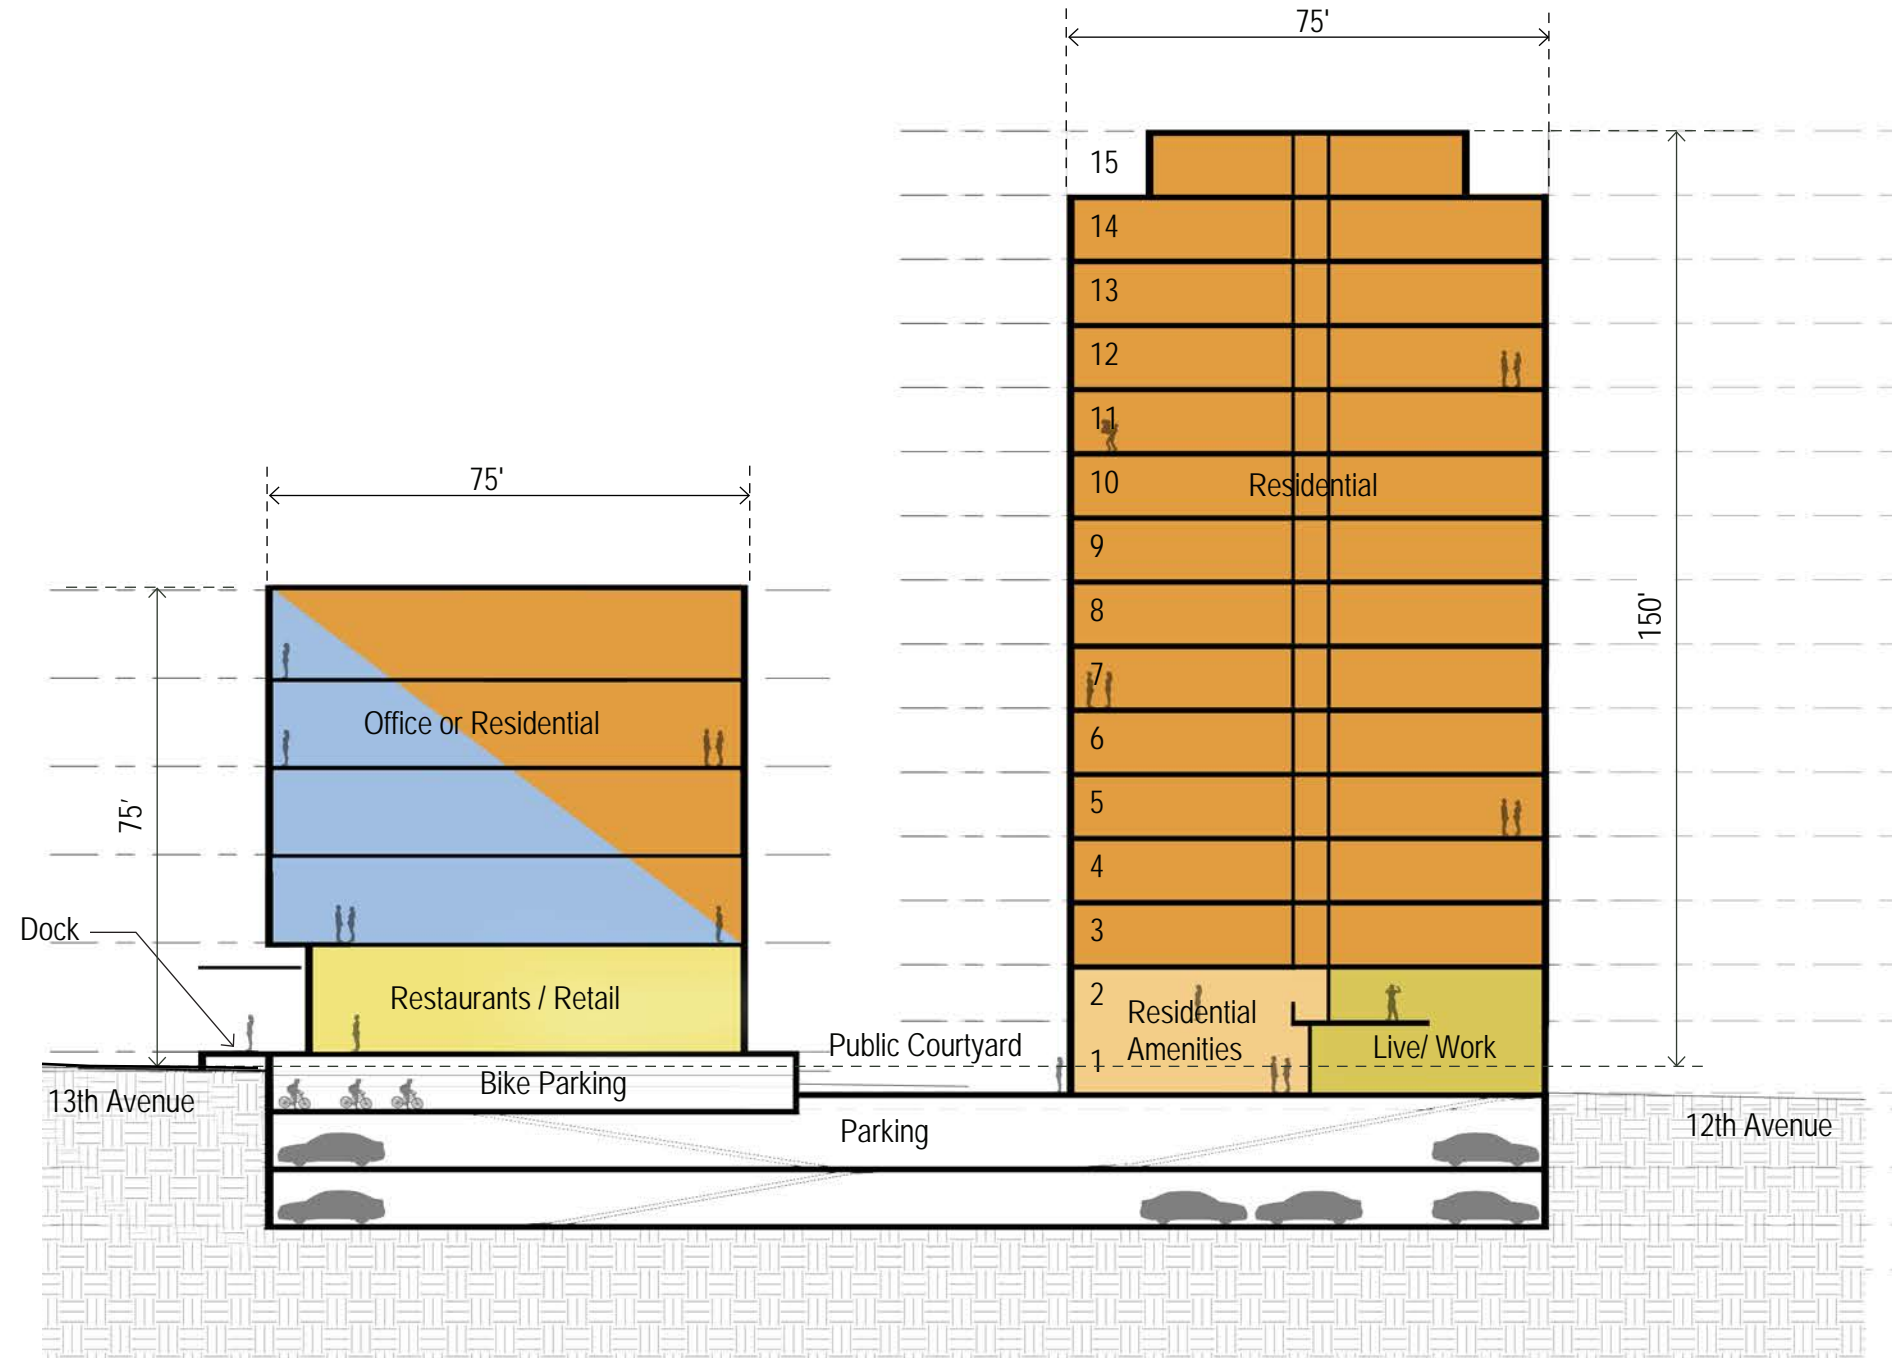 75'
15
14
13
12
11
10
Residential
9
8
7
6
5
4
3
2
1
Residential
Amenities
Live/ Work
150'
75'
75'
Office or Residential
Dock
Restaurants / Retail
Public Courtyard
Bike Parking
13th Avenue
Parking
12th Avenue